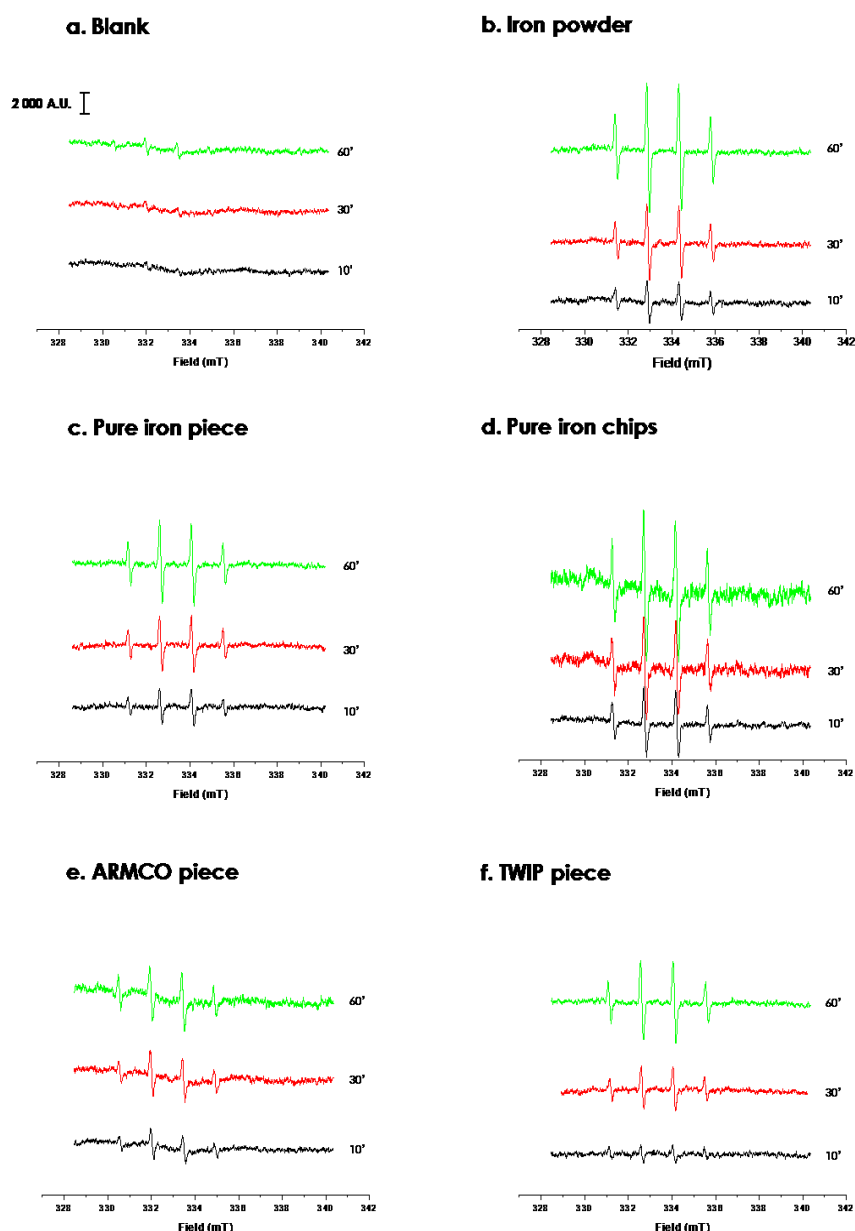 a. Blank
2 000 A.U.
60'
30'
10'
328 330 332 334 336 338 340 342
Field (mT)
b. Iron powder
60'
30'
10'
328 330 332 334 336 338 340 342
Field (mT)
c. Pure iron piece
60'
30'
10'
328 330 332 334 336 338 340 342
Field (mT)
d. Pure iron chips
60'
30'
10'
328 330 332 334 336 338 340 342
Field (mT)
e. ARMCO piece
60'
30'
10'
328 330 332 334 336 338 340 342
Field (mT)
f. TWIP piece
60'
30'
10'
328 330 332 334 336 338 340 342
Field (mT)